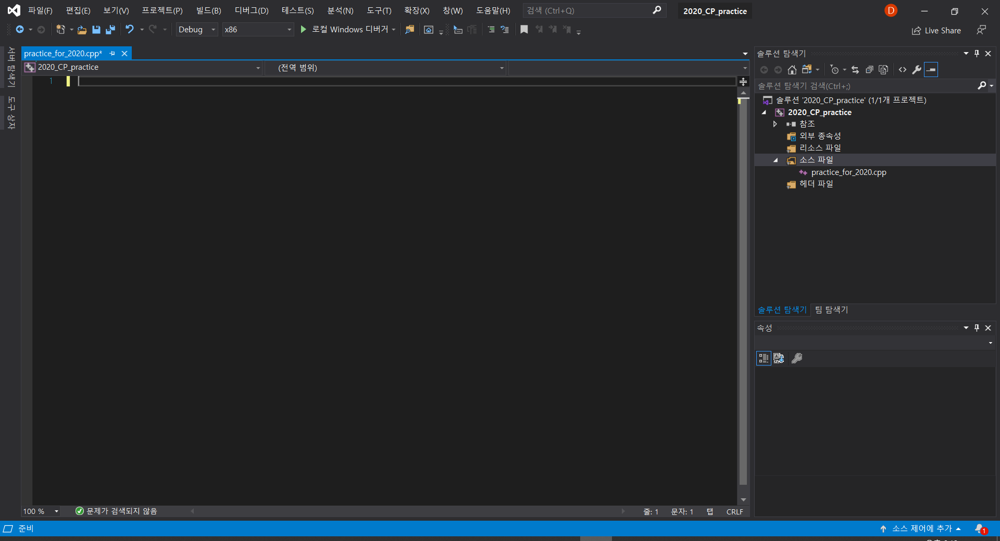 파일(F) 편집(E) 보기(V) 프로젝트(P) 빌드(B) 디버그(D) 테스트(S) 분석(N) 도구(T) 확장(X) 창(W) 도움말(H) 검색 (Ctrl+Q) 2020_CP_practice D
Debug x86 로컬 Windows 디버거 Live Share
서버 탐색기
도구 상자
practice_for_2020.cpp*
2020_CP_practice (전역 범위)
1
솔루션 탐색기
솔루션 탐색기 검색(Ctrl+;)
솔루션 '2020_CP_practice' (1/1개 프로젝트)
2020_CP_practice
참조
외부 종속성
리소스 파일
소스 파일
practice_for_2020.cpp
헤더 파일
솔루션 탐색기 팀 탐색기
속성
100 % 문제가 검색되지 않음 줄: 1 문자: 1 탭 CRLF
준비 소스 제어에 추가 1